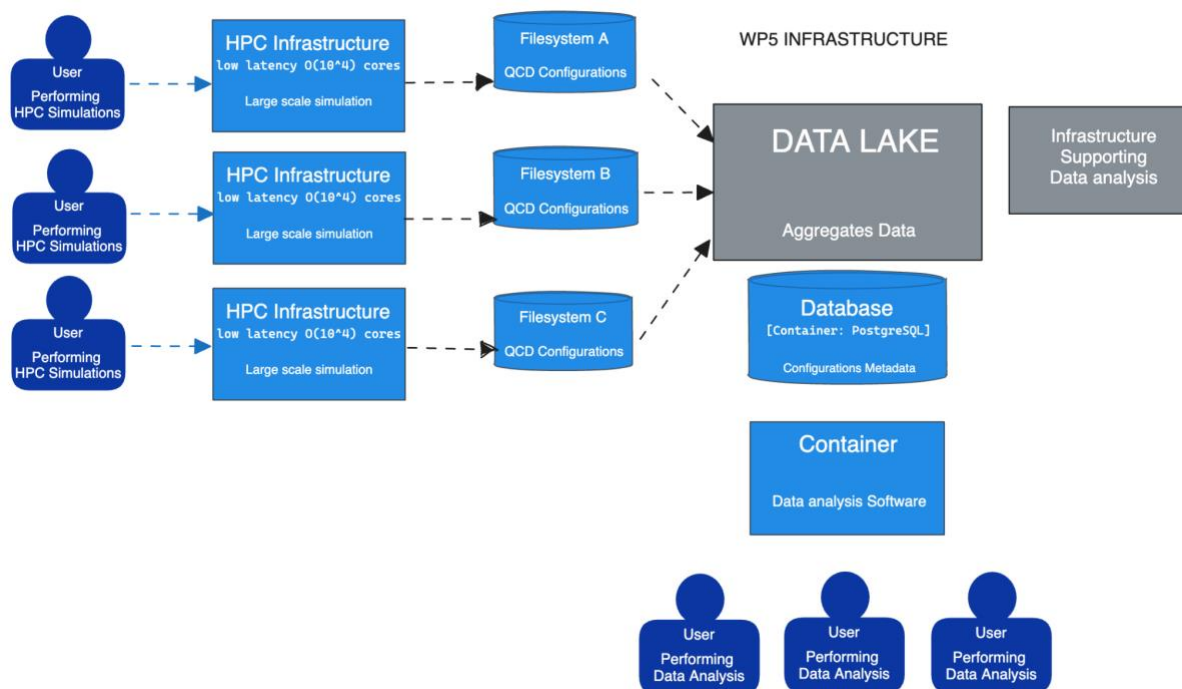 WP5 INFRASTRUCTURE
User
Performing
HPC Simulations
HPC Infrastructure
low latency O(10^4) cores
Large scale simulation
Filesystem A
QCD Configurations
User
Performing
HPC Simulations
HPC Infrastructure
low latency O(10^4) cores
Large scale simulation
Filesystem B
QCD Configurations
User
Performing
HPC Simulations
HPC Infrastructure
low latency O(10^4) cores
Large scale simulation
Filesystem C
QCD Configurations
DATA LAKE
Aggregates Data
Infrastructure
Supporting
Data analysis
Database
[Container: PostgreSQL]
Configurations Metadata
Container
Data analysis Software
User
Performing
Data Analysis
User
Performing
Data Analysis
User
Performing
Data Analysis